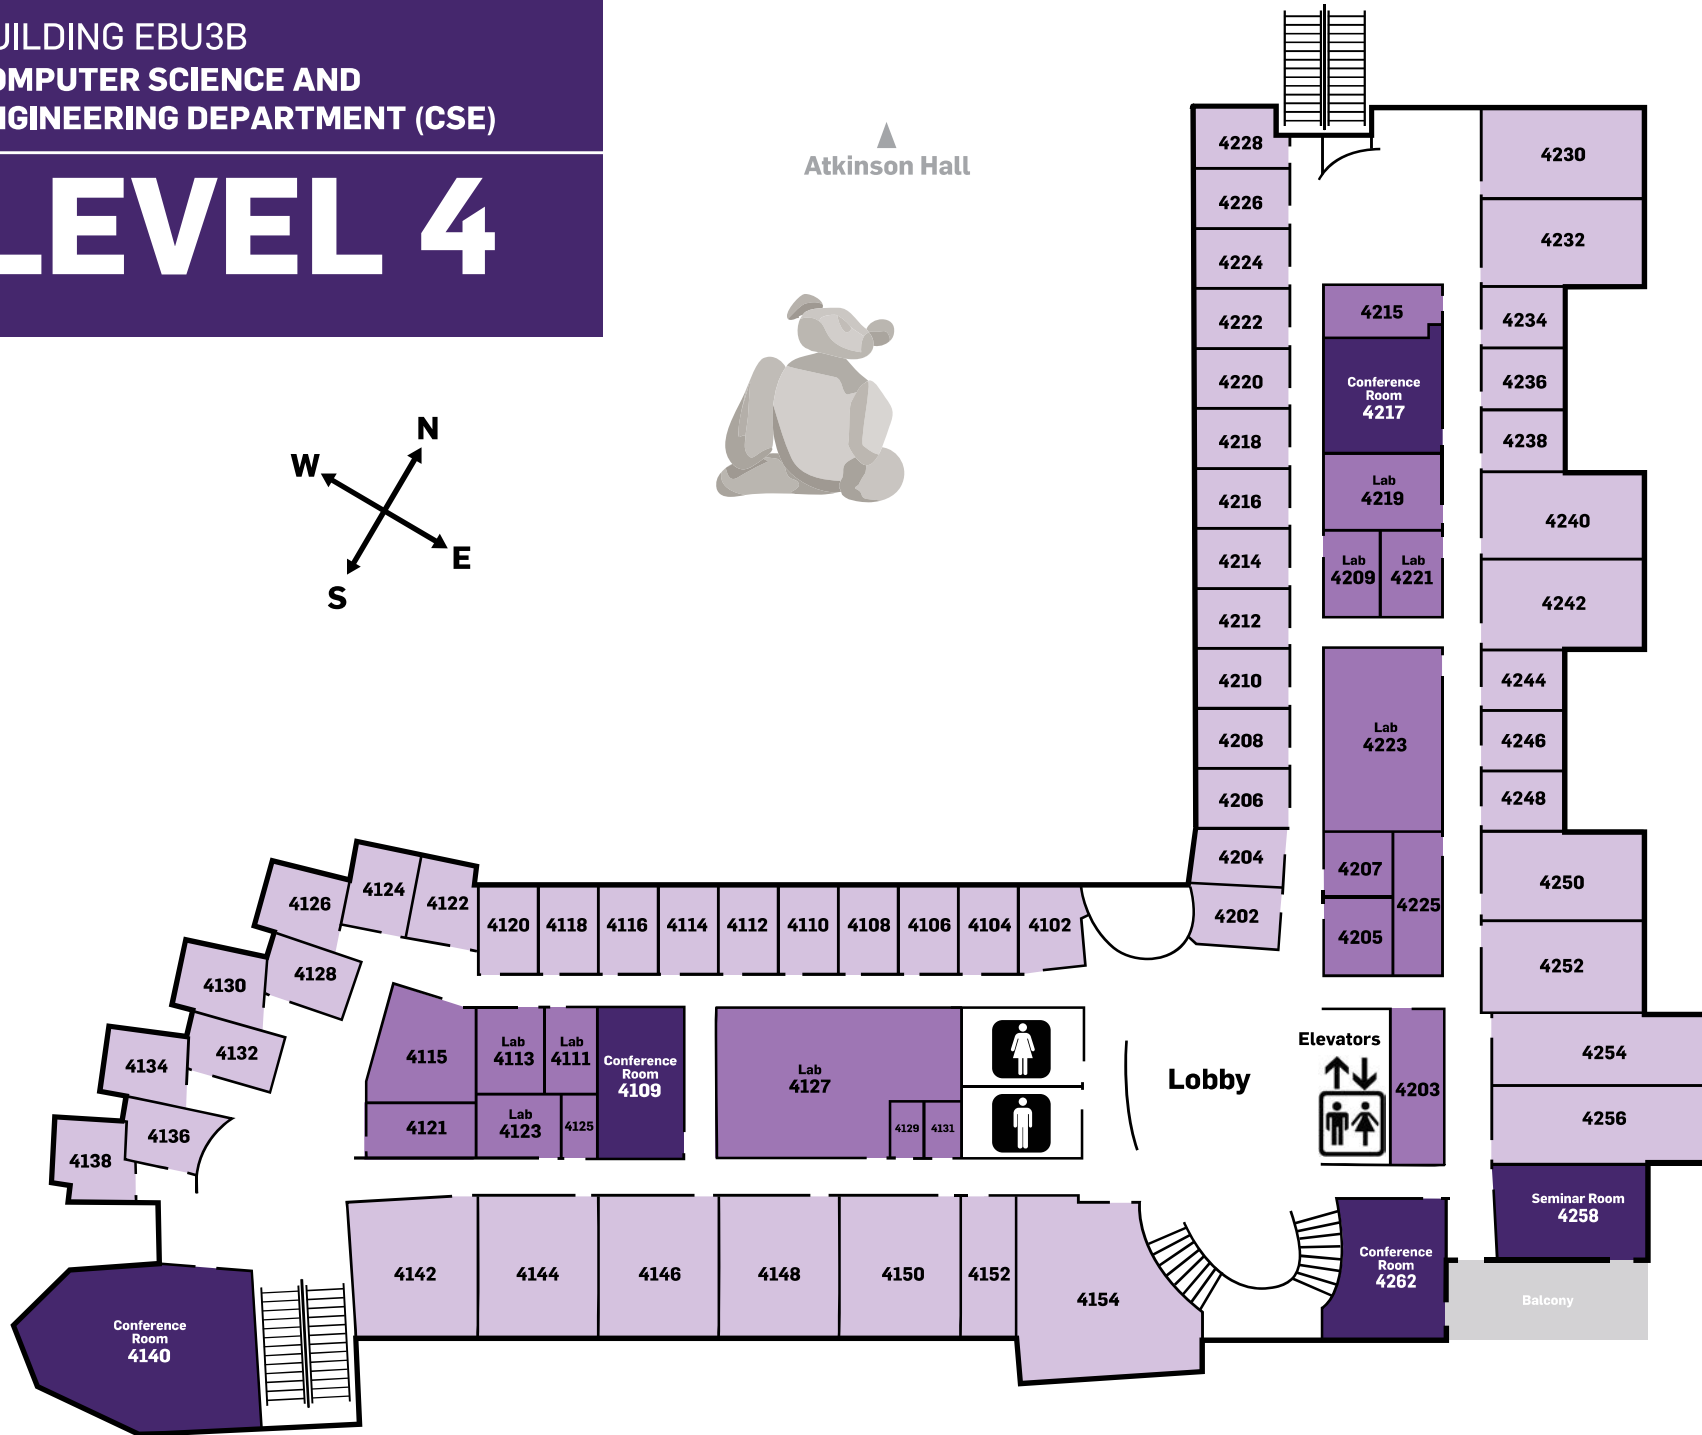 UILDING EBU3B
OMPUTER SCIENCE AND
NGINEERING DEPARTMENT (CSE)
LEVEL 4
Atkinson Hall
N
W
E
S
4228
4226
4224
4222
4220
4218
4216
4214
4212
4210
4208
4206
4204
4202
4230
4232
4234
4236
4238
4240
4242
4244
4246
4248
4250
4252
4254
4256
Seminar Room
4258
Balcony
4215
Conference
Room
4217
Lab
4219
Lab
4209
Lab
4221
Lab
4223
4207
4225
4205
Elevators
4203
Lobby
Conference
Room
4262
4124
4122
4126
4128
4130
4132
4134
4136
4138
4120
4118
4116
4114
4112
4110
4108
4106
4104
4102
4115
Lab
4113
Lab
4111
Conference
Room
4109
4121
Lab
4123
4125
Lab
4127
4129
4131
4142
4144
4146
4148
4150
4152
4154
Conference
Room
4140